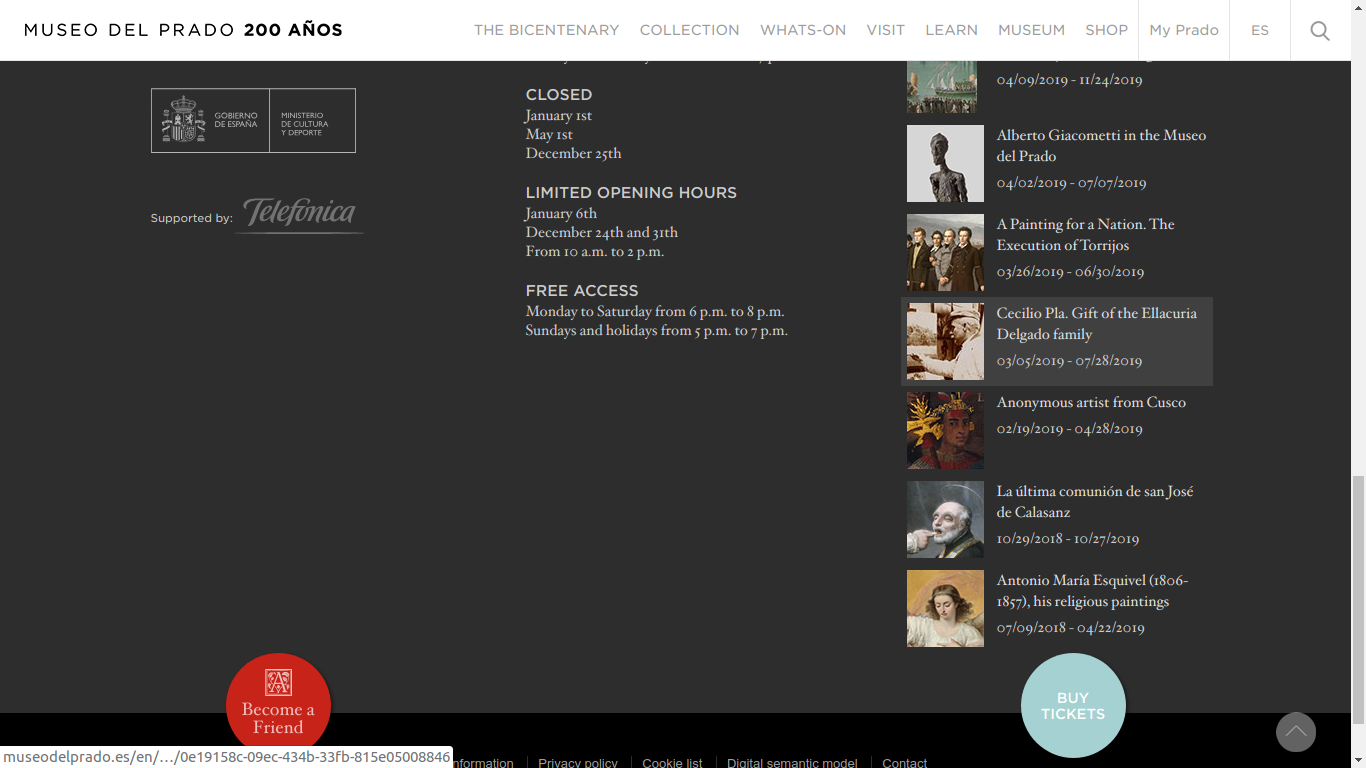 MUSEO DEL PRADO 200 AÑOS
THE BICENTENARY
COLLECTION
WHATS-ON
VISIT
LEARN
MUSEUM
SHOP
My Prado
ES
GOBIERNO
DE ESPAÑA
MINISTERIO
DE CULTURA
Y DEPORTE
Supported by:
Telefónica
CLOSED
January 1st
May 1st
December 25th
LIMITED OPENING HOURS
January 6th
December 24th and 31th
From 10 a.m. to 2 p.m.
FREE ACCESS
Monday to Saturday from 6 p.m. to 8 p.m.
Sundays and holidays from 5 p.m. to 7 p.m.
04/09/2019 - 11/24/2019
Alberto Giacometti in the Museo
del Prado
04/02/2019 - 07/07/2019
A Painting for a Nation. The
Execution of Torrijos
03/26/2019 - 06/30/2019
Cecilio Pla. Gift of the Ellacuria
Delgado family
03/05/2019 - 07/28/2019
Anonymous artist from Cusco
02/19/2019 - 04/28/2019
La última comunión de san José
de Calasanz
10/29/2018 - 10/27/2019
Antonio María Esquivel (1806-
1857), his religious paintings
07/09/2018 - 04/22/2019
A
Become a
Friend
BUY
TICKETS
museodelprado.es/en/.../0e19158c-09ec-434b-33fb-815e05008846
Privacy policy
Cookie list
Digital semantic model
Contact